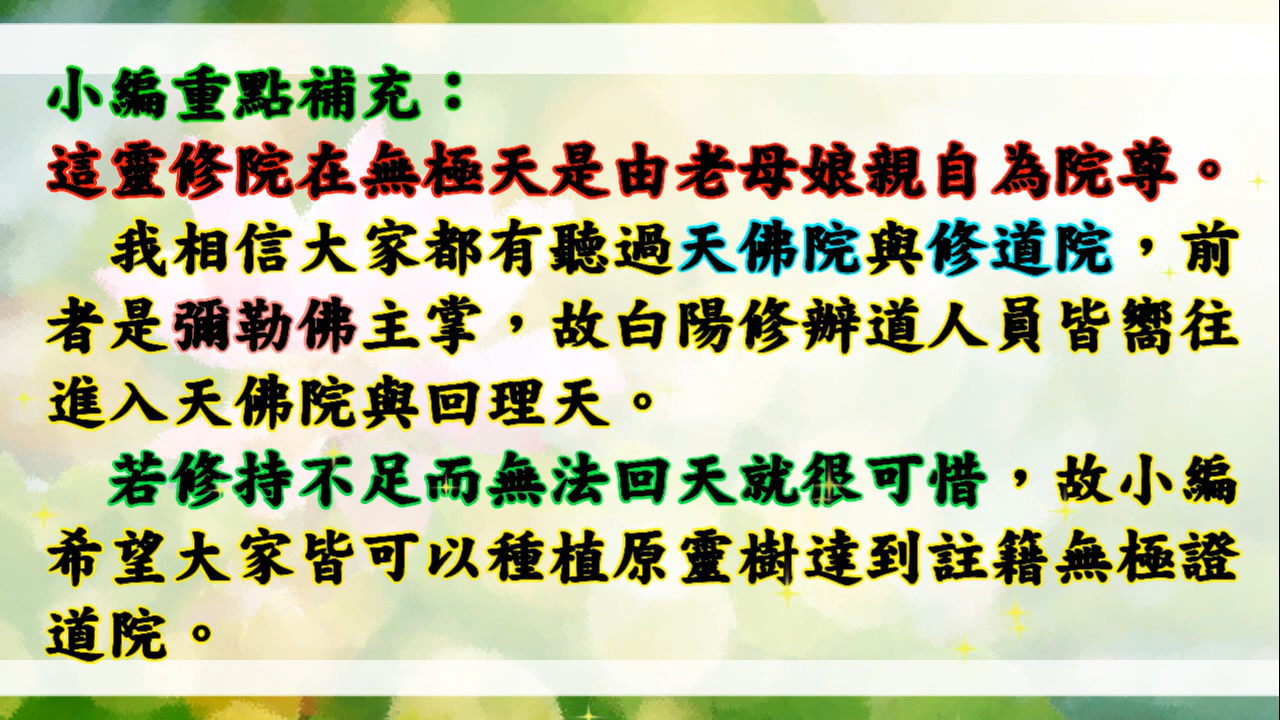 小編重點補充：
這靈修院在無極天是由老母娘親自為院尊。
我相信大家都有聽過天佛院與修道院，前
者是彌勒佛主掌，故白陽修辦道人員皆嚮往
進入天佛院與回理天。
若修持不足而無法回天就很可惜，故小編
希望大家皆可以種植原靈樹達到註籍無極證
道院。